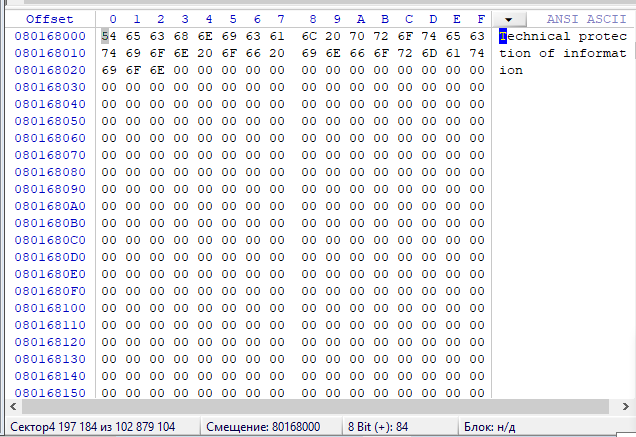 Offset 0 1 2 3 4 5 6 7 8 9 A B C D E F ANSI ASCII
080168000 54 65 63 68 6E 69 63 61 6C 20 70 72 6F 74 65 63 Technical protec
080168010 74 69 6F 6E 20 6F 66 20 69 6E 66 6F 72 6D 61 74 tion of informat
080168020 69 6F 6E 00 00 00 00 00 00 00 00 00 00 00 00 00 ion
080168030 00 00 00 00 00 00 00 00 00 00 00 00 00 00 00 00
080168040 00 00 00 00 00 00 00 00 00 00 00 00 00 00 00 00
080168050 00 00 00 00 00 00 00 00 00 00 00 00 00 00 00 00
080168060 00 00 00 00 00 00 00 00 00 00 00 00 00 00 00 00
080168070 00 00 00 00 00 00 00 00 00 00 00 00 00 00 00 00
080168080 00 00 00 00 00 00 00 00 00 00 00 00 00 00 00 00
080168090 00 00 00 00 00 00 00 00 00 00 00 00 00 00 00 00
0801680A0 00 00 00 00 00 00 00 00 00 00 00 00 00 00 00 00
0801680B0 00 00 00 00 00 00 00 00 00 00 00 00 00 00 00 00
0801680C0 00 00 00 00 00 00 00 00 00 00 00 00 00 00 00 00
0801680D0 00 00 00 00 00 00 00 00 00 00 00 00 00 00 00 00
0801680E0 00 00 00 00 00 00 00 00 00 00 00 00 00 00 00 00
0801680F0 00 00 00 00 00 00 00 00 00 00 00 00 00 00 00 00
080168100 00 00 00 00 00 00 00 00 00 00 00 00 00 00 00 00
080168110 00 00 00 00 00 00 00 00 00 00 00 00 00 00 00 00
080168120 00 00 00 00 00 00 00 00 00 00 00 00 00 00 00 00
080168130 00 00 00 00 00 00 00 00 00 00 00 00 00 00 00 00
080168140 00 00 00 00 00 00 00 00 00 00 00 00 00 00 00 00
080168150 00 00 00 00 00 00 00 00 00 00 00 00 00 00 00 00
Сектор4 197 184 из 102 879 104 Смещение: 80168000 8 Bit (+): 84 Блок: н/д